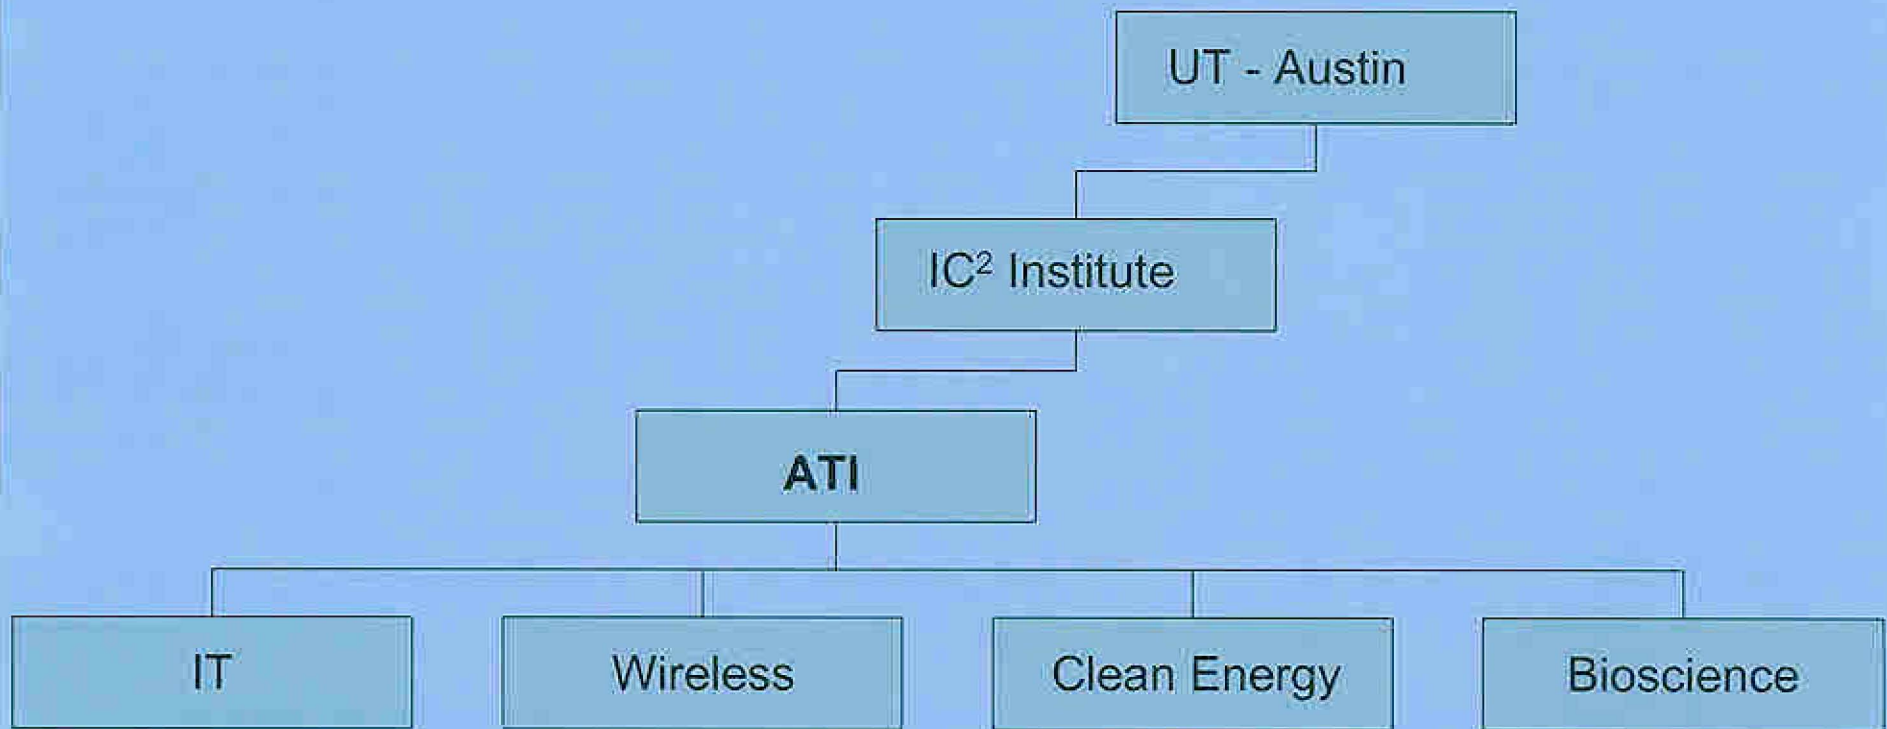 UT - Austin
IC² Institute
ATI
IT
Wireless
Clean Energy
Bioscience